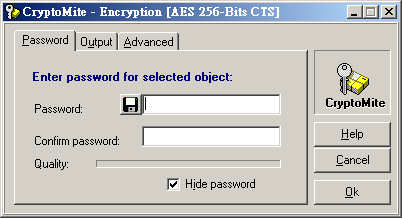 CryptoMite - Encryption [AES 256-Bits CTS]
Password Output Advanced
Enter password for selected object:
Password:
Confirm password:
Quality:
Hide password
CryptoMite
Help
Cancel
Ok